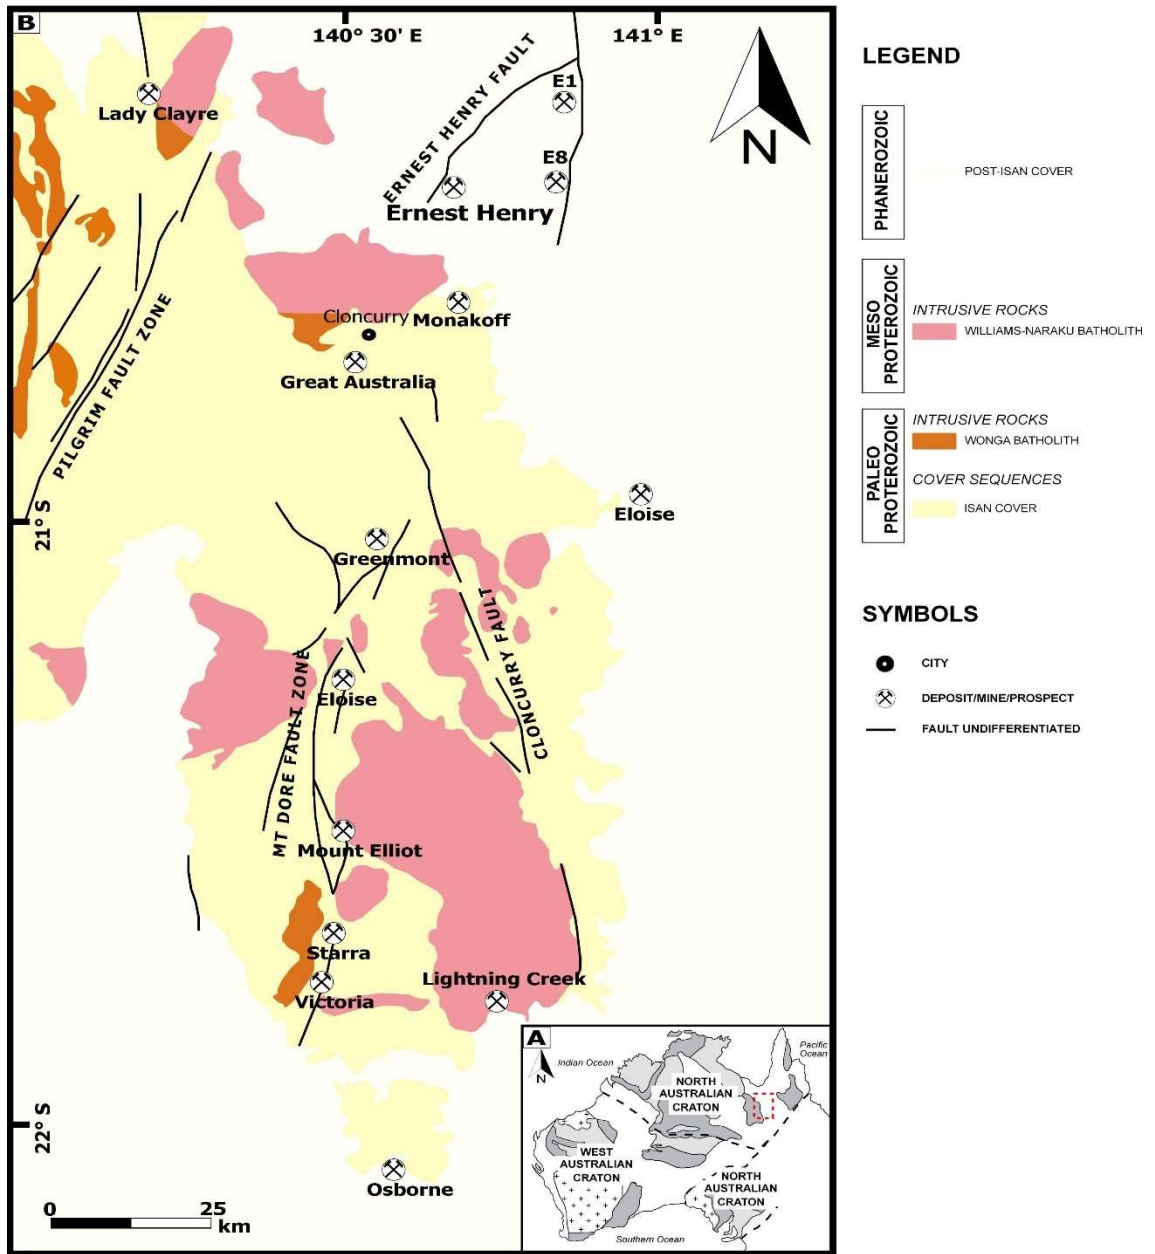 B
140° 30' E
141° E
ERNEST HENRY FAULT
E1
Lady Clayre
N
E8
Ernest Henry
Cloncurry
Monakoff
Great Australia
PILGRIM FAULT ZONE
21° S
Eloise
Greenmont
CLONCURRY FAULT
MT DORE FAULT ZONE
Eloise
Mount Elliot
Starra
Lightning Creek
Victoria
22° S
Osborne
0 25
km
A
Indian Ocean
Pacific
Ocean
N
NORTH
AUSTRALIAN
CRATON
WEST
AUSTRALIAN
CRATON
NORTH
AUSTRALIAN
CRATON
Southern Ocean
LEGEND
PHANEROZOIC
POST-ISAN COVER
MESO
PROTEROZOIC
INTRUSIVE ROCKS
WILLIAMS-NARAKU BATHOLITH
PALEO
PROTEROZOIC
INTRUSIVE ROCKS
WONGA BATHOLITH
COVER SEQUENCES
ISAN COVER
SYMBOLS
CITY
DEPOSIT/MINE/PROSPECT
FAULT UNDIFFERENTIATED